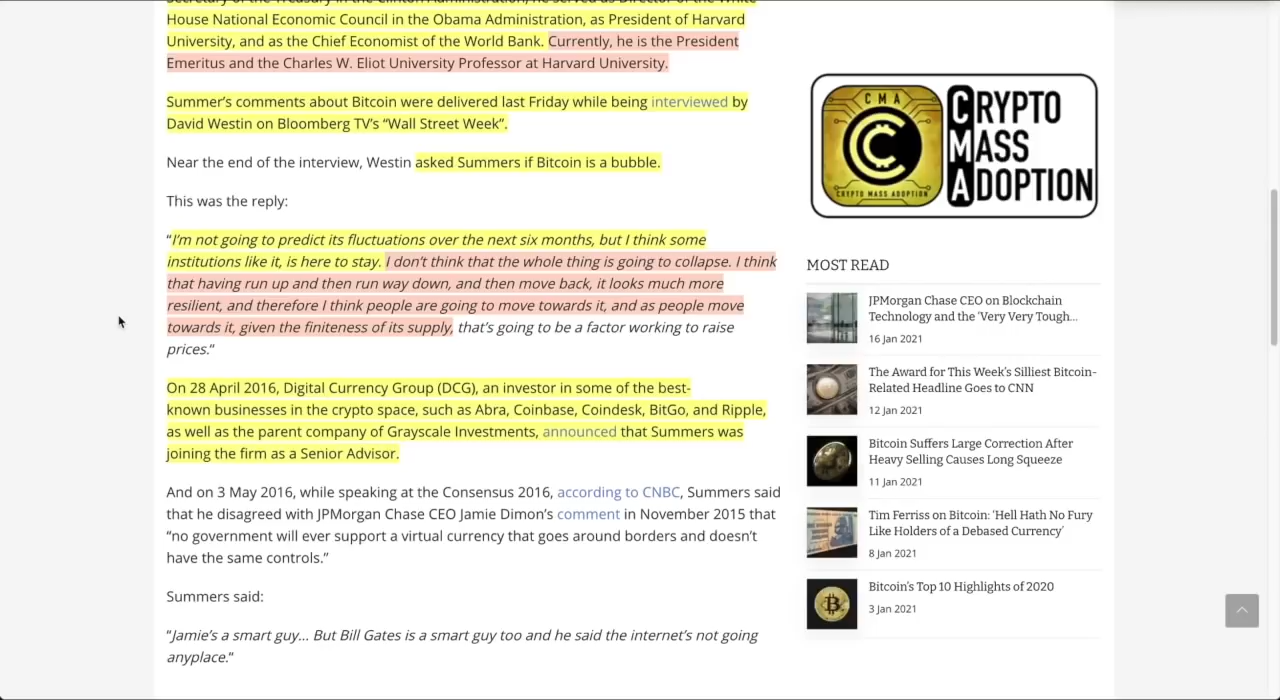 Secretary of the Treasury in the Clinton Administration, he served as Director of the White
House National Economic Council in the Obama Administration, as President of Harvard
University, and as the Chief Economist of the World Bank. Currently, he is the President
Emeritus and the Charles W. Eliot University Professor at Harvard University.
Summer’s comments about Bitcoin were delivered last Friday while being interviewed by
David Westin on Bloomberg TV’s “Wall Street Week”.
Near the end of the interview, Westin asked Summers if Bitcoin is a bubble.
This was the reply:
“I’m not going to predict its fluctuations over the next six months, but I think some
institutions like it, is here to stay. I don’t think that the whole thing is going to collapse. I think
that having run up and then run way down, and then move back, it looks much more
resilient, and therefore I think people are going to move towards it, and as people move
towards it, given the finiteness of its supply, that’s going to be a factor working to raise
prices.“
On 28 April 2016, Digital Currency Group (DCG), an investor in some of the best-
known businesses in the crypto space, such as Abra, Coinbase, Coindesk, BitGo, and Ripple,
as well as the parent company of Grayscale Investments, announced that Summers was
joining the firm as a Senior Advisor.
And on 3 May 2016, while speaking at the Consensus 2016, according to CNBC, Summers said
that he disagreed with JPMorgan Chase CEO Jamie Dimon’s comment in November 2015 that
“no government will ever support a virtual currency that goes around borders and doesn’t
have the same controls.”
Summers said:
“Jamie’s a smart guy… But Bill Gates is a smart guy too and he said the internet’s not going
anyplace.“
CMA
CRYPTO MASS ADOPTION
CRYPTO
MASS
ADOPTION
MOST READ
JPMorgan Chase CEO on Blockchain
Technology and the ‘Very Very Tough…
16 Jan 2021
The Award for This Week’s Silliest Bitcoin-
Related Headline Goes to CNN
12 Jan 2021
Bitcoin Suffers Large Correction After
Heavy Selling Causes Long Squeeze
11 Jan 2021
Tim Ferriss on Bitcoin: ‘Hell Hath No Fury
Like Holders of a Debased Currency’
8 Jan 2021
Bitcoin’s Top 10 Highlights of 2020
3 Jan 2021